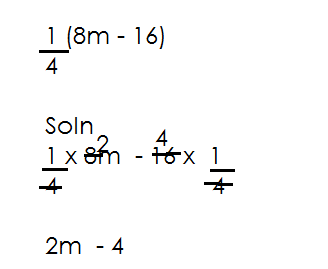 1 (8m - 16)
4
Soln
2 4
1 x 8m - 16 x 1
4 4
2m - 4